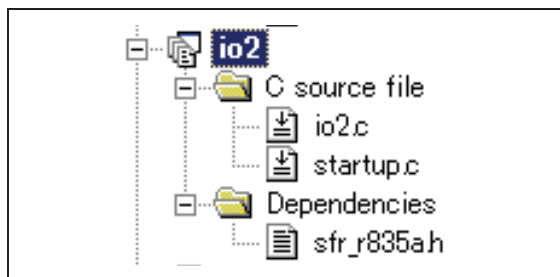 io2
C source file
io2.c
startup.c
Dependencies
sfr_r835a.h